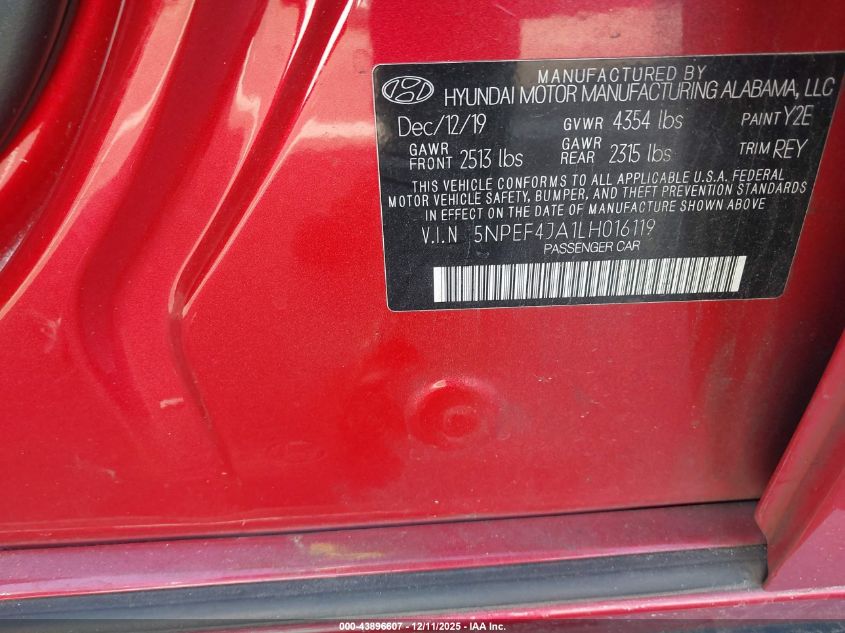 MANUFACTURED BY
HYUNDAI MOTOR MANUFACTURING ALABAMA, LLC
Dec/12/19 GVWR 4354 lbs PAINT Y2E
GAWR FRONT 2513 lbs GAWR REAR 2315 lbs TRIM REY
THIS VEHICLE CONFORMS TO ALL APPLICABLE U.S.A. FEDERAL
MOTOR VEHICLE SAFETY, BUMPER, AND THEFT PREVENTION STANDARDS
IN EFFECT ON THE DATE OF MANUFACTURE SHOWN ABOVE
V.I.N 5NPEF4JA1LH016119
PASSENGER CAR
000-43896607 - 12/11/2025 - IAA Inc.